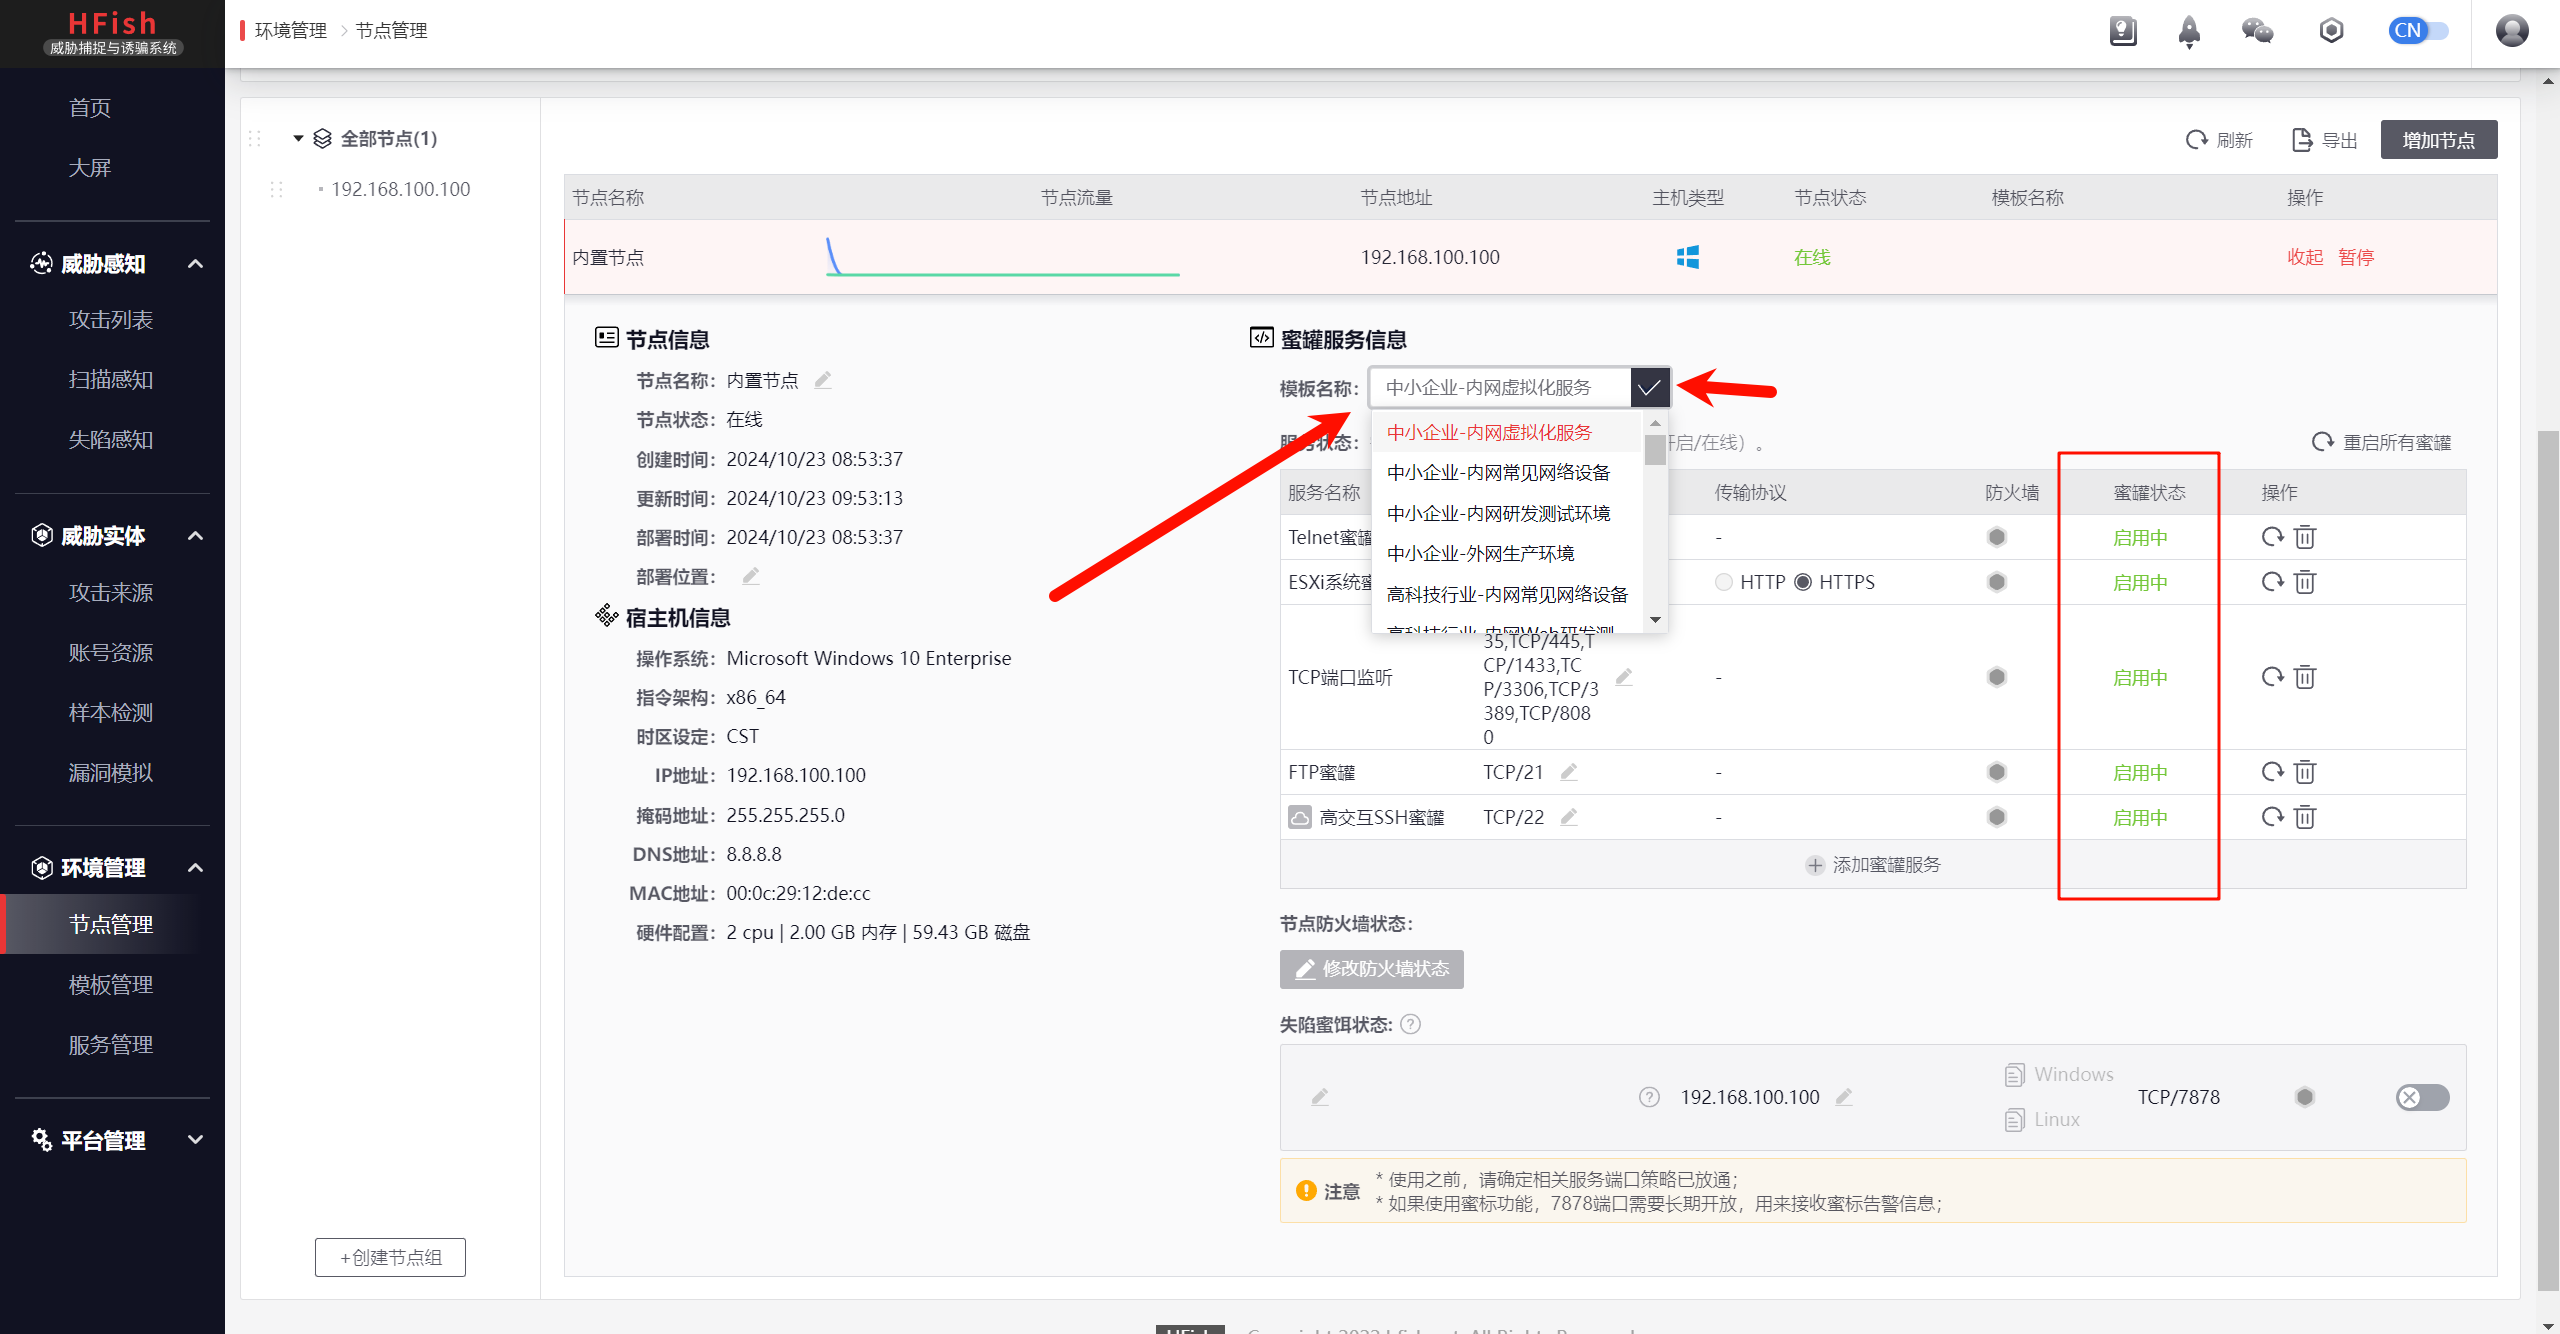 HFish
威胁捕捉与诱骗系统
环境管理 > 节点管理
CN
首页
大屏
威胁感知
攻击列表
扫描感知
失陷感知
威胁实体
攻击来源
账号资源
样本检测
漏洞模拟
环境管理
节点管理
模板管理
服务管理
平台管理
全部节点(1)
192.168.100.100
+创建节点组
刷新 导出 增加节点
节点名称 节点流量 节点地址 主机类型 节点状态 模板名称 操作
内置节点 192.168.100.100 在线 收起 暂停
节点信息
节点名称： 内置节点
节点状态： 在线
创建时间： 2024/10/23 08:53:37
更新时间： 2024/10/23 09:53:13
部署时间： 2024/10/23 08:53:37
部署位置：
宿主机信息
操作系统： Microsoft Windows 10 Enterprise
指令架构： x86_64
时区设定： CST
IP地址： 192.168.100.100
掩码地址： 255.255.255.0
DNS地址： 8.8.8.8
MAC地址： 00:0c:29:12:de:cc
硬件配置： 2 cpu | 2.00 GB 内存 | 59.43 GB 磁盘
蜜罐服务信息
模板名称： 中小企业-内网虚拟化服务
中小企业-内网虚拟化服务
中小企业-内网常见网络设备
中小企业-内网研发测试环境
中小企业-外网生产环境
高科技行业-内网常见网络设备
高科技行业-内网Web研发测
服务状态： 开启/在线）。 重启所有蜜罐
服务名称 传输协议 防火墙 蜜罐状态 操作
Telnet蜜罐 - 启用中
ESXi系统蜜 HTTP HTTPS 启用中
TCP端口监听 - 启用中
35,TCP/445,T
CP/1433,TC
P/3306,TCP/3
389,TCP/808
0
FTP蜜罐 TCP/21 - 启用中
高交互SSH蜜罐 TCP/22 - 启用中
添加蜜罐服务
节点防火墙状态：
修改防火墙状态
失陷蜜饵状态:
192.168.100.100 Windows
Linux
TCP/7878
注意
* 使用之前，请确定相关服务端口策略已放通；
* 如果使用蜜标功能，7878端口需要长期开放，用来接收蜜标告警信息；